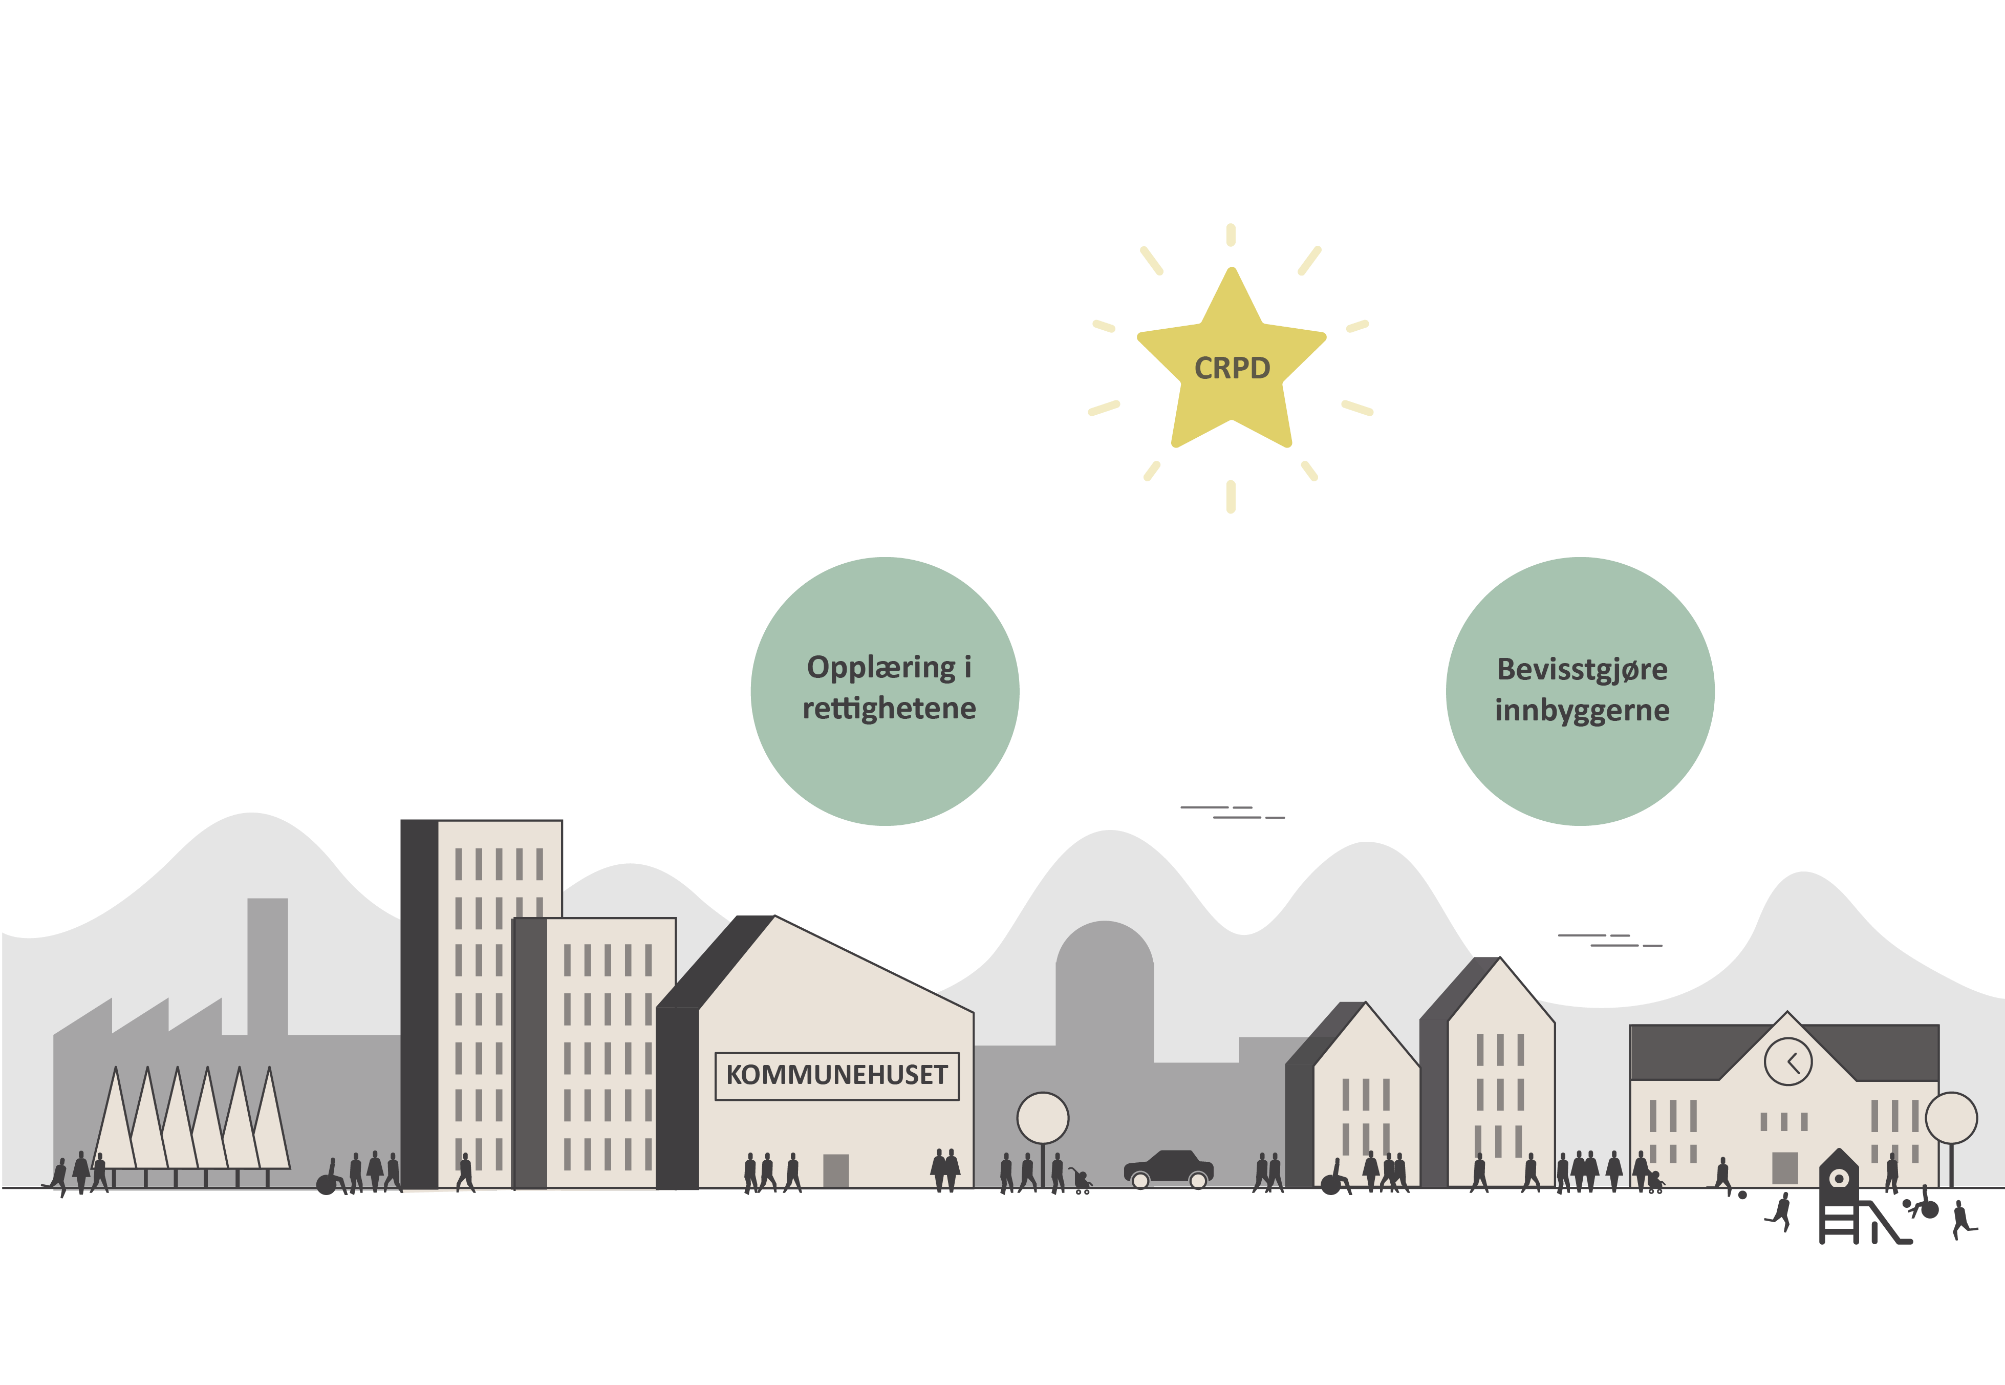 CRPD
Opplæring i
rettighetene
Bevisstgjøre
innbyggerne
KOMMUNEHUSET